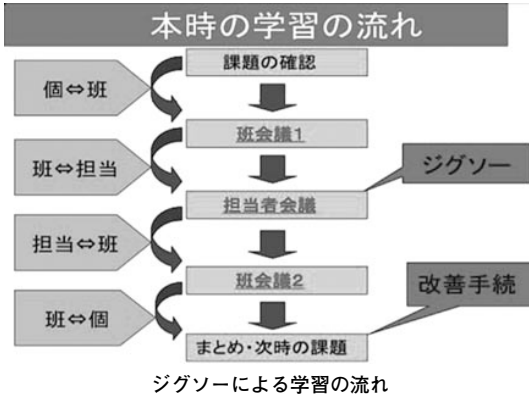 本時の学習の流れ
課題の確認
個⇔班
班会議1
班⇔担当
ジグソー
担当者会議
担当⇔班
班会議2
改善手続
班⇔個
まとめ・次時の課題
ジグソーによる学習の流れ